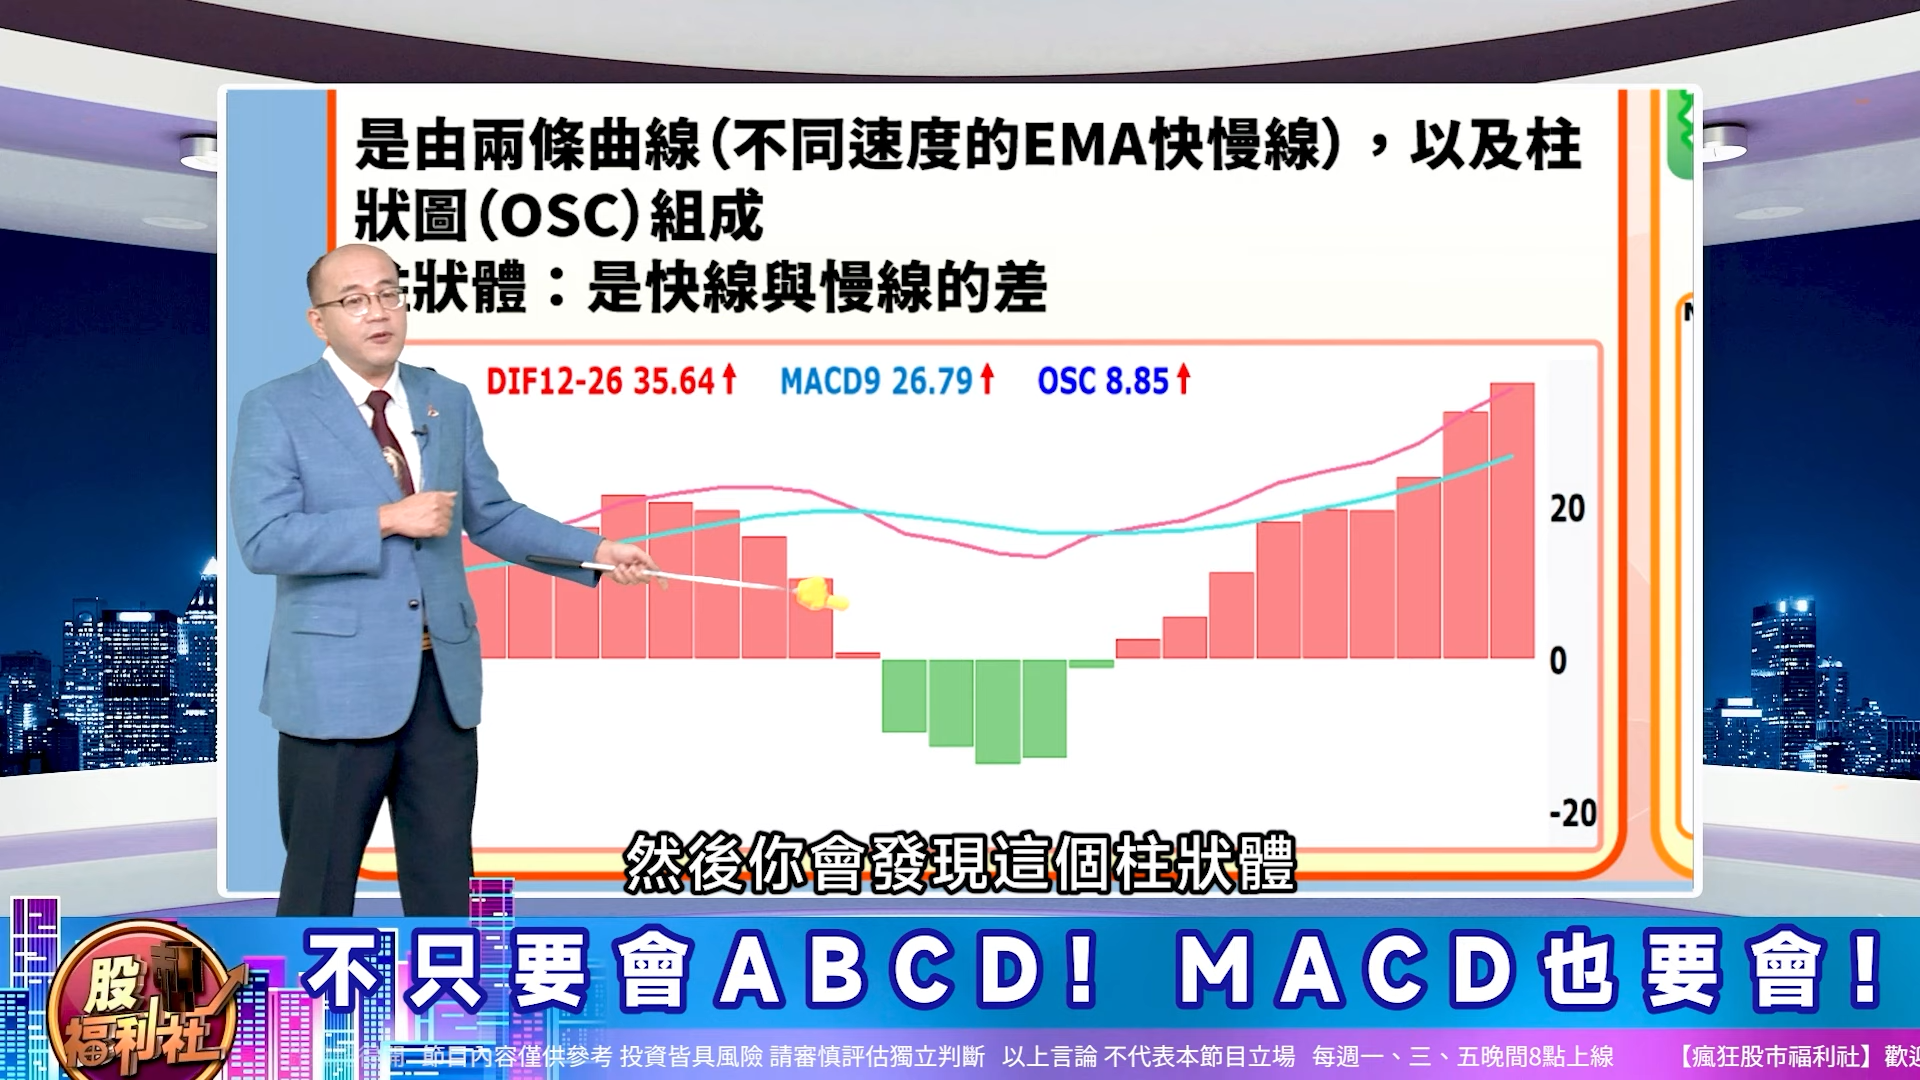 是由兩條曲線(不同速度的EMA快慢線),以及柱
狀圖(OSC)組成
狀體：是快線與慢線的差
DIF12-26 35.64↑ MACD9 26.79↑ OSC 8.85↑
20
0
-20
然後你會發現這個柱狀體
不只要會ABCD! MACD也要會!
股
福利社
節目內容僅供參考 投資皆具風險 請審慎評估獨立判斷 以上言論 不代表本節目立場 每週一、三、五晚間8點上線 【瘋狂股市福利社】歡迎